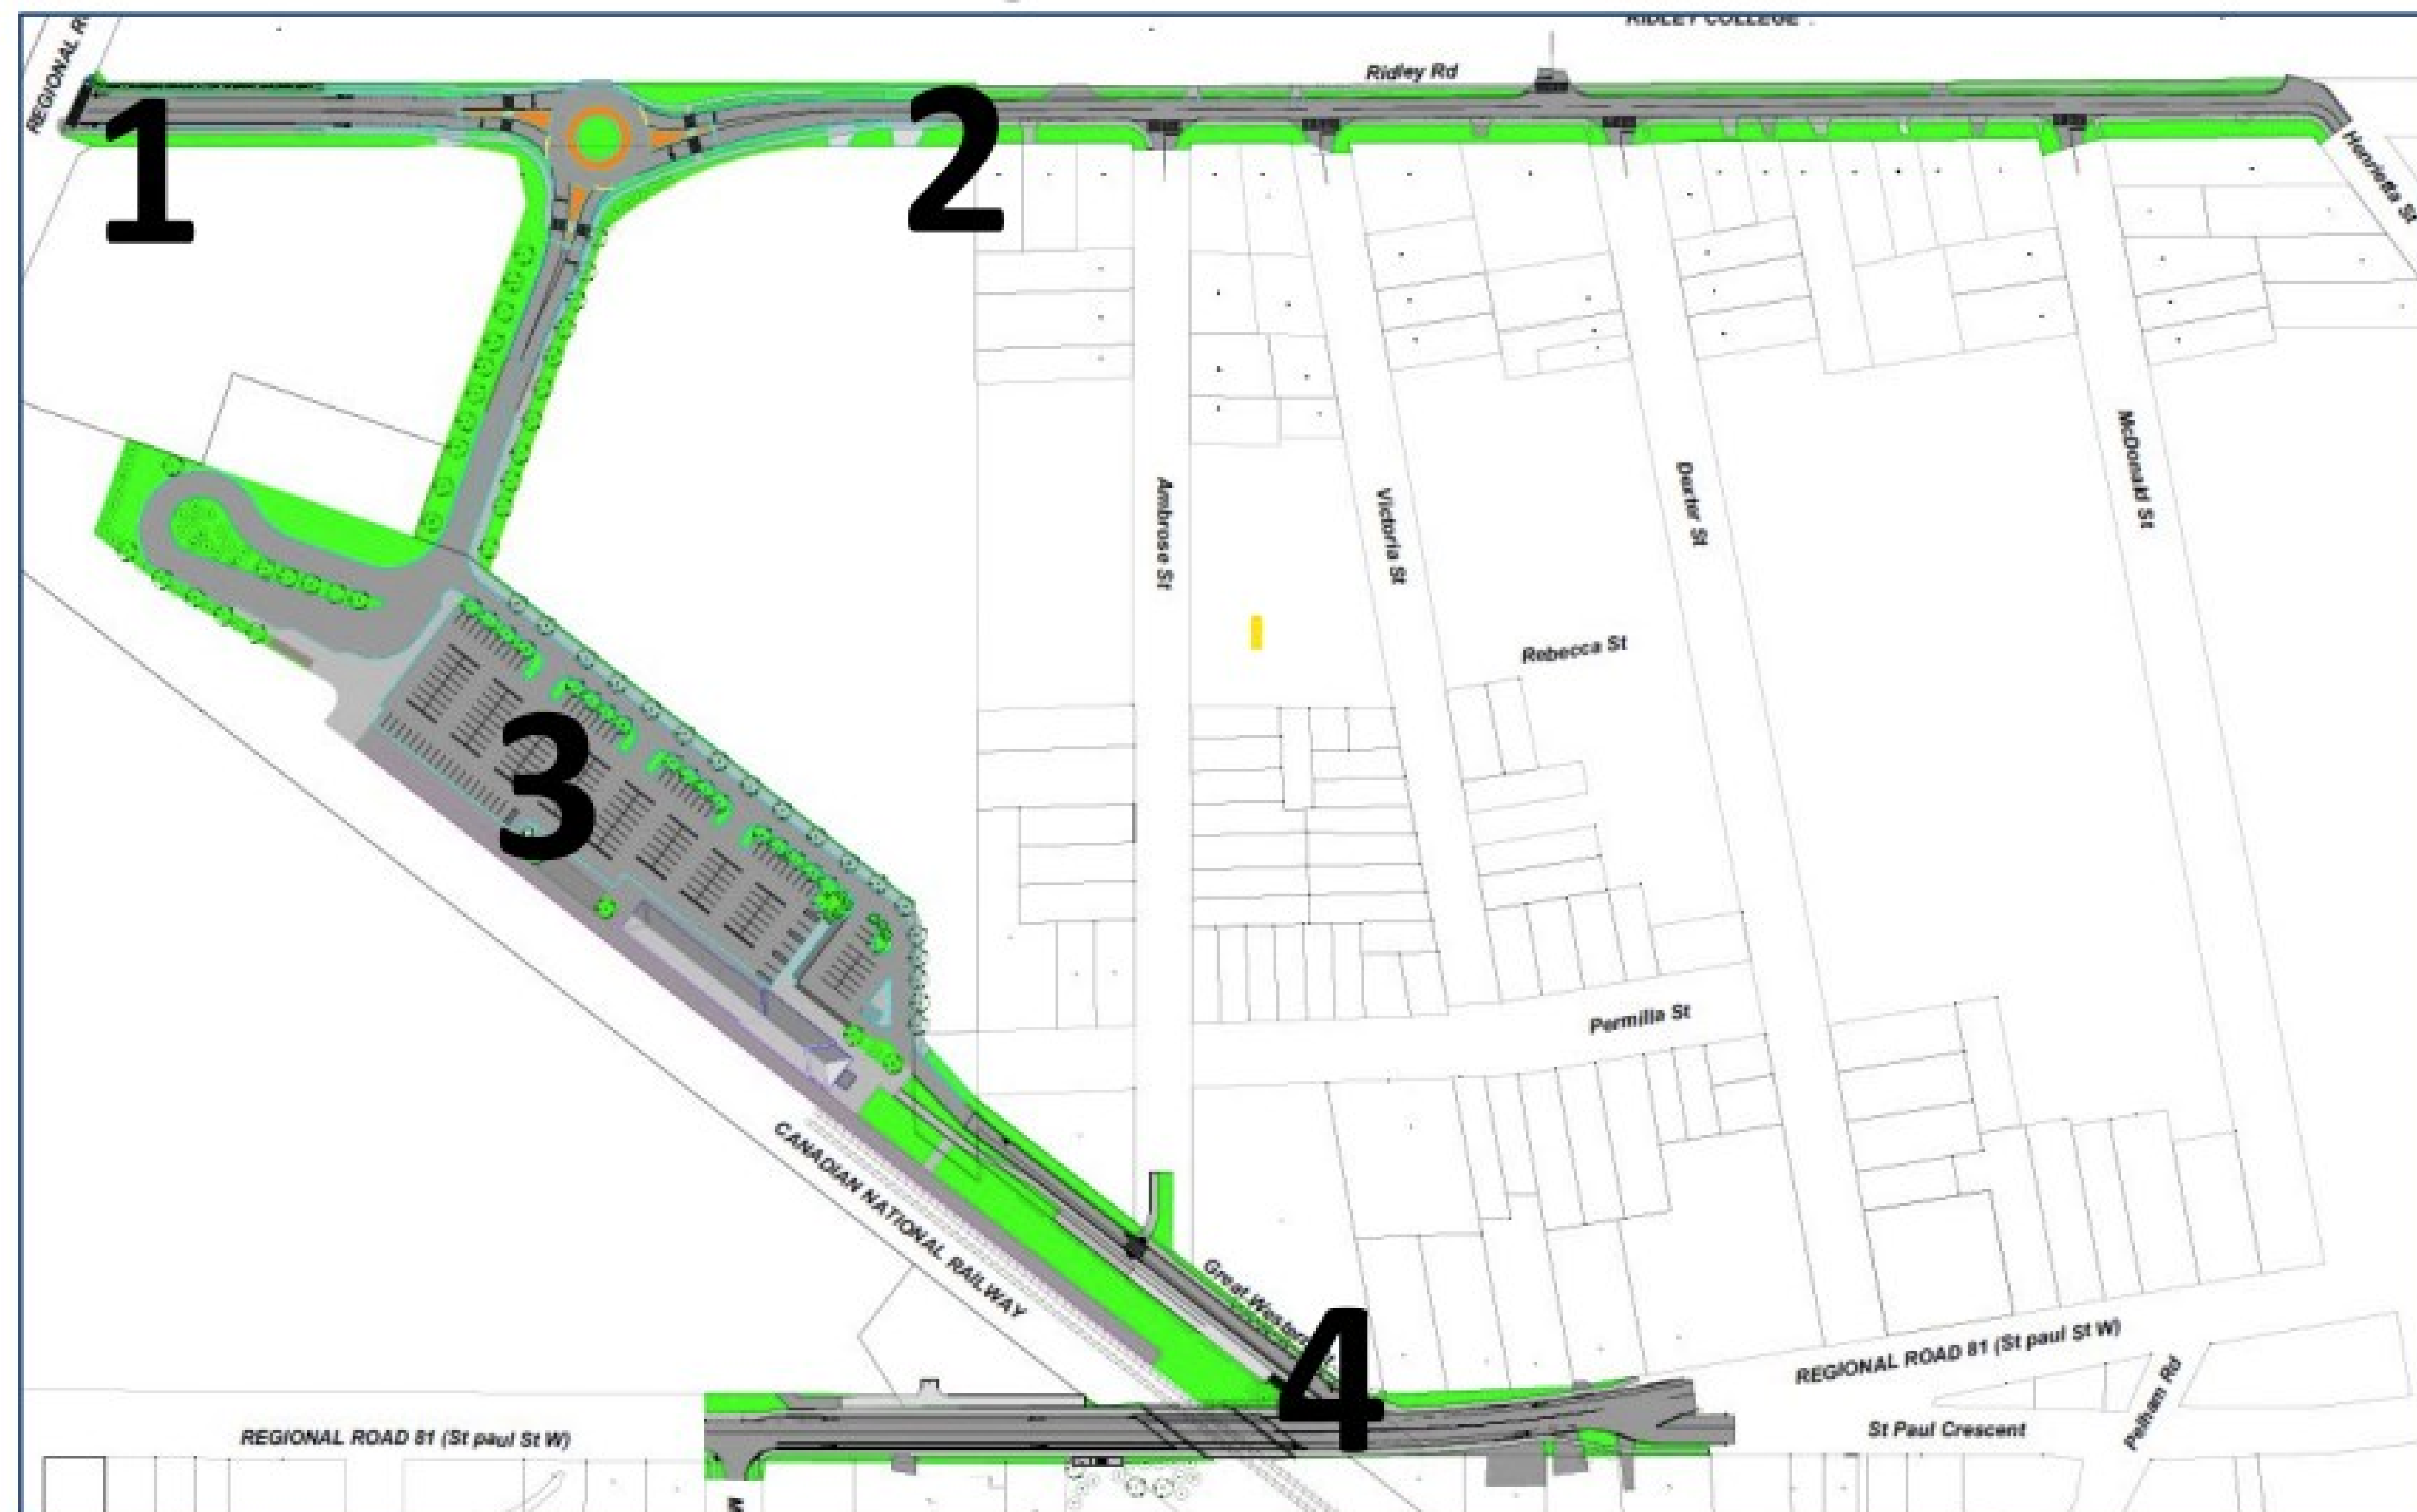 RIDLEY COLLEGE
REGIONAL
Ridley Rd
1
2
Henrietta St
Ambrose St
Victoria St
Dexter St
McDonald St
Rebecca St
3
Permilla St
CANADIAN NATIONAL RAILWAY
Great Western
4
REGIONAL ROAD 81 (St paul St W)
REGIONAL ROAD 81 (St paul St W)
St Paul Crescent
Pelham Rd